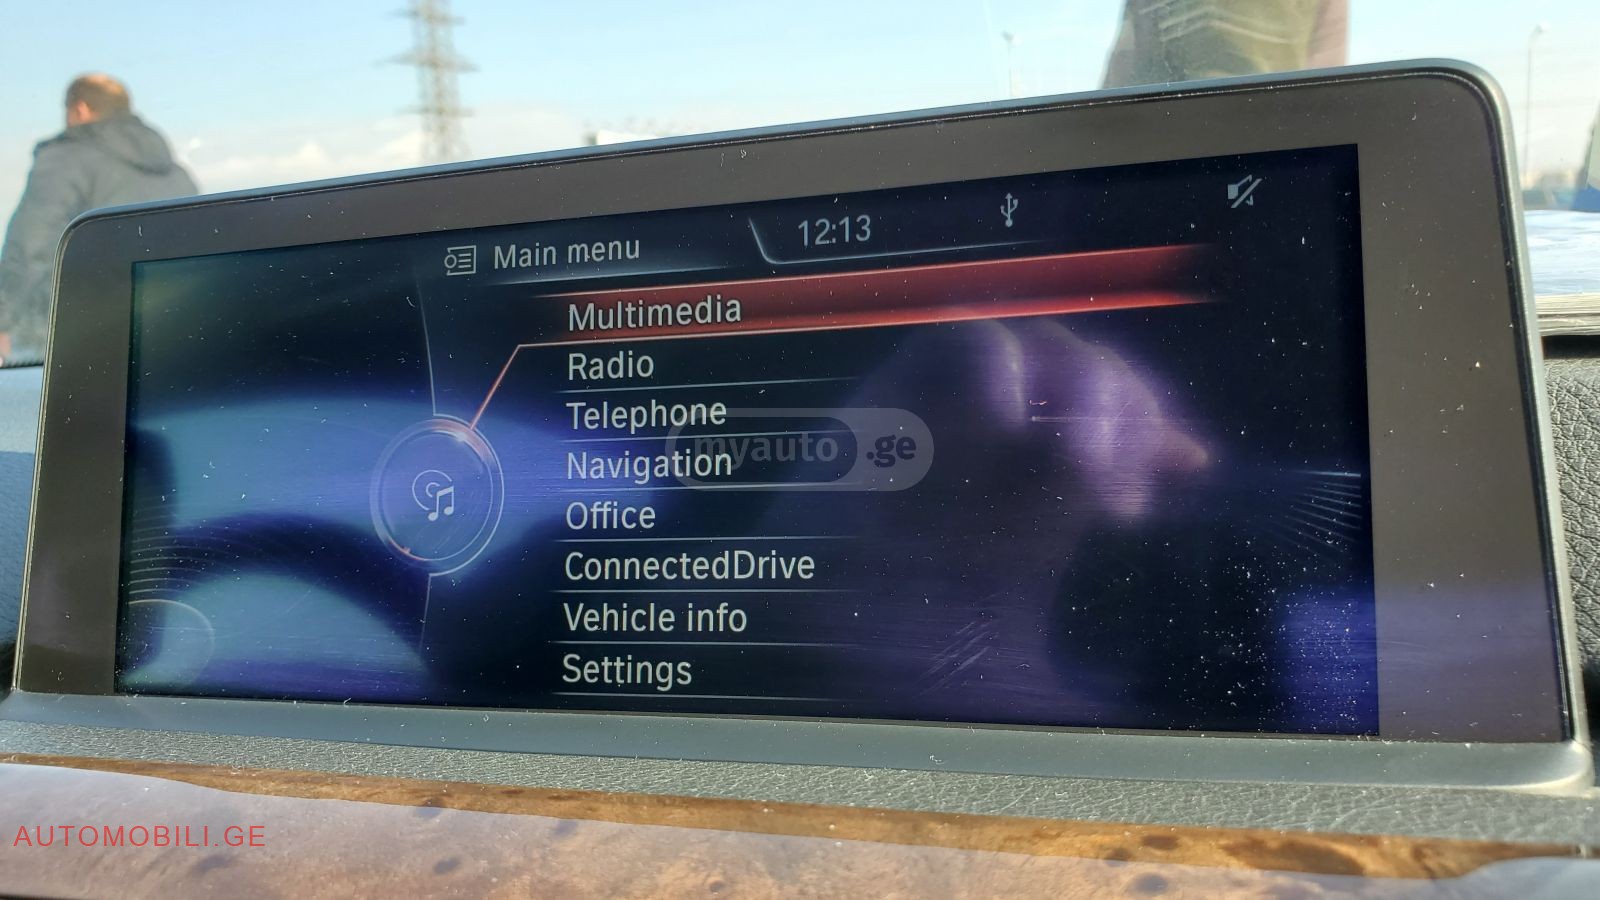 Main menu
12:13
Multimedia
Radio
Telephone
Navigation
myauto.ge
Office
ConnectedDrive
Vehicle info
Settings
AUTOMOBILI.GE